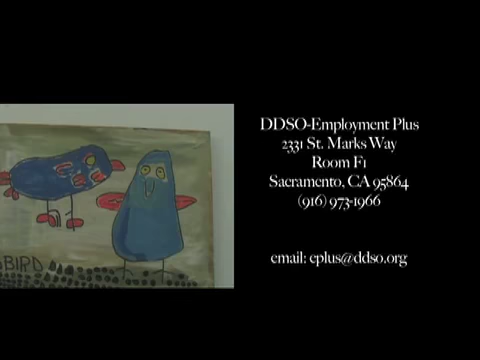 DDSO-Employment Plus
2331 St. Marks Way
Room F1
Sacramento, CA 95864
(916) 973-1966
email: eplus@ddso.org
BIRD